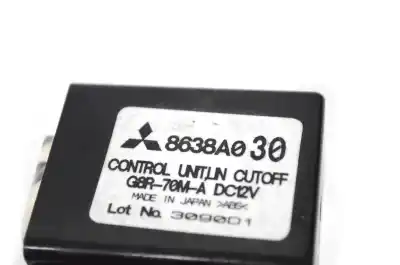 8638A0 30
CONTROL UNIT,LIN CUTOFF
G8R-70M-A DC12V
MADE IN JAPAN >ABS<
Lot No. 3090D1